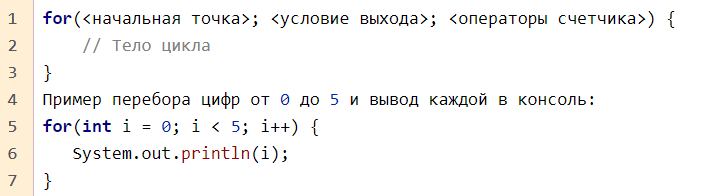 1 for(<начальная точка>; <условие выхода>; <операторы счетчика>) {
2 // Тело цикла
3 }
4 Пример перебора цифр от 0 до 5 и вывод каждой в консоль:
5 for(int i = 0; i < 5; i++) {
6 System.out.println(i);
7 }